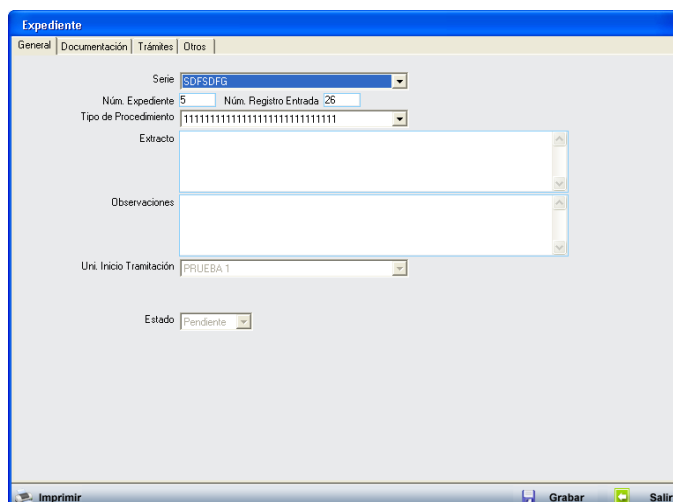 Expediente
General Documentación Trámites Otros
Serie SDFSDFG
Núm. Expediente 5 Núm. Registro Entrada 26
Tipo de Procedimiento 111111111111111111111111111111
Extracto
Observaciones
Uni. Inicio Tramitación PRUEBA 1
Estado Pendiente
Imprimir Grabar Salir